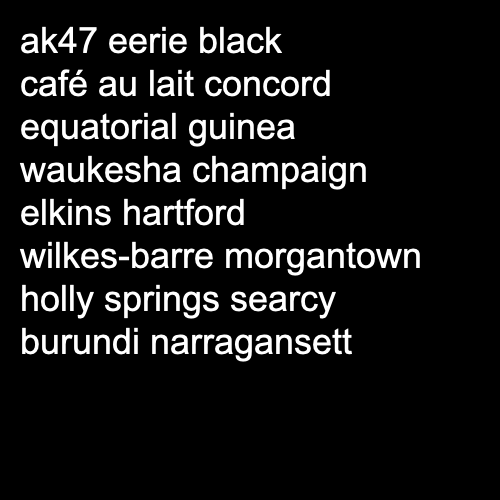 ak47 eerie black
café au lait concord
equatorial guinea
waukesha champaign
elkins hartford
wilkes-barre morgantown
holly springs searcy
burundi narragansett